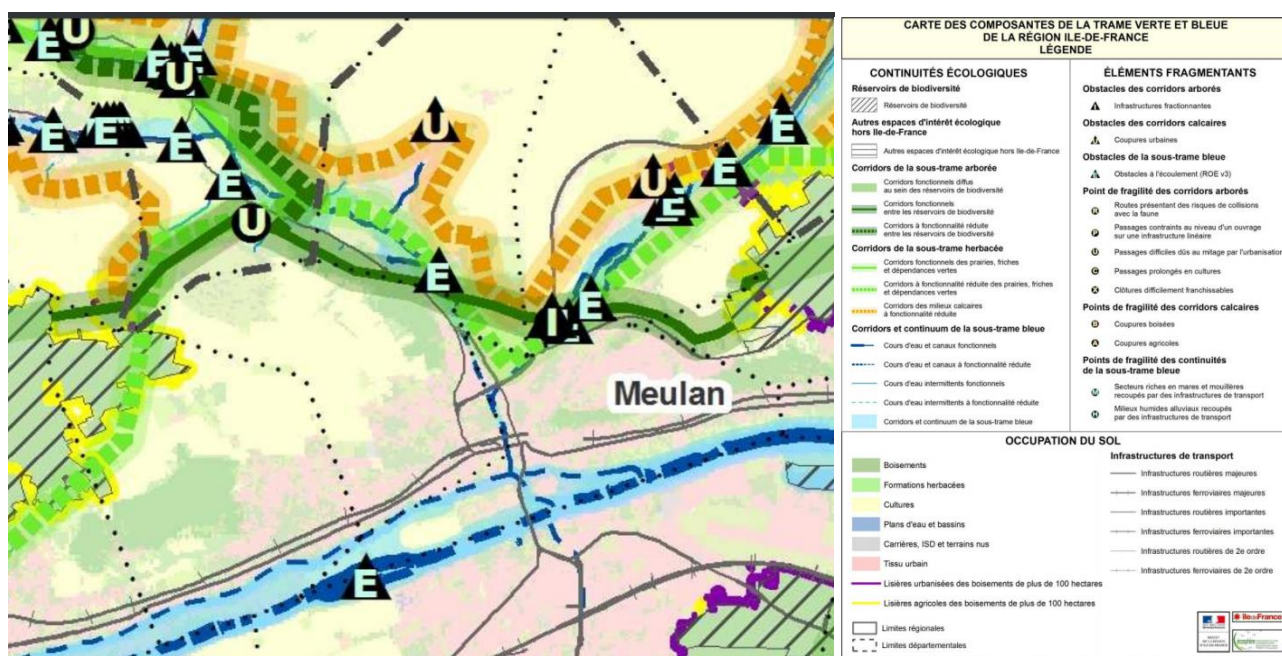 E
U
E
U
E
E
E
E
U
U
E
E
E
U
E
E
I
E
Meulan
E
CARTE DES COMPOSANTES DE LA TRAME VERTE ET BLEUE
DE LA RÉGION ILE-DE-FRANCE
LÉGENDE
CONTINUITÉS ÉCOLOGIQUES
Réservoirs de biodiversité
Réservoirs de biodiversité
Autres espaces d'intérêt écologique
hors Ile-de-France
Autres espaces d'intérêt écologique hors Ile-de-France
Corridors de la sous-trame arborée
Corridors fonctionnels diffus
au sein des réservoirs de biodiversité
Corridors fonctionnels
entre les réservoirs de biodiversité
Corridors à fonctionnalité réduite
entre les réservoirs de biodiversité
Corridors de la sous-trame herbacée
Corridors fonctionnels des prairies, friches
et dépendances vertes
Corridors à fonctionnalité réduite des prairies, friches
et dépendances vertes
Corridors des milieux calcaires
à fonctionnalité réduite
Corridors et continuum de la sous-trame bleue
Cours d'eau et canaux fonctionnels
Cours d'eau et canaux à fonctionnalité réduite
Cours d'eau intermittents fonctionnels
Cours d'eau intermittents à fonctionnalité réduite
Corridors et continuum de la sous-trame bleue
ÉLÉMENTS FRAGMENTANTS
Obstacles des corridors arborés
Infrastructures fractionnantes
Obstacles des corridors calcaires
Coupures urbaines
Obstacles de la sous-trame bleue
Obstacles à l'écoulement (ROE v3)
Point de fragilité des corridors arborés
R Routes présentant des risques de collisions
avec la faune
P Passages contraints au niveau d'un ouvrage
sur une infrastructure linéaire
U Passages difficiles dûs au mitage par l'urbanisation
C Passages prolongés en cultures
X Clôtures difficilement franchissables
Points de fragilité des corridors calcaires
B Coupures boisées
A Coupures agricoles
Points de fragilité des continuités
de la sous-trame bleue
M Secteurs riches en mares et mouillères
recoupés par des infrastructures de transport
H Milieux humides alluviaux recoupés
par des infrastructures de transport
OCCUPATION DU SOL
Boisements
Formations herbacées
Cultures
Plans d'eau et bassins
Carrières, ISD et terrains nus
Tissu urbain
Lisières urbanisées des boisements de plus de 100 hectares
Lisières agricoles des boisements de plus de 100 hectares
Limites régionales
Limites départementales
Infrastructures de transport
Infrastructures routières majeures
Infrastructures ferroviaires majeures
Infrastructures routières importantes
Infrastructures ferroviaires importantes
Infrastructures routières de 2e ordre
Infrastructures ferroviaires de 2e ordre
île de France